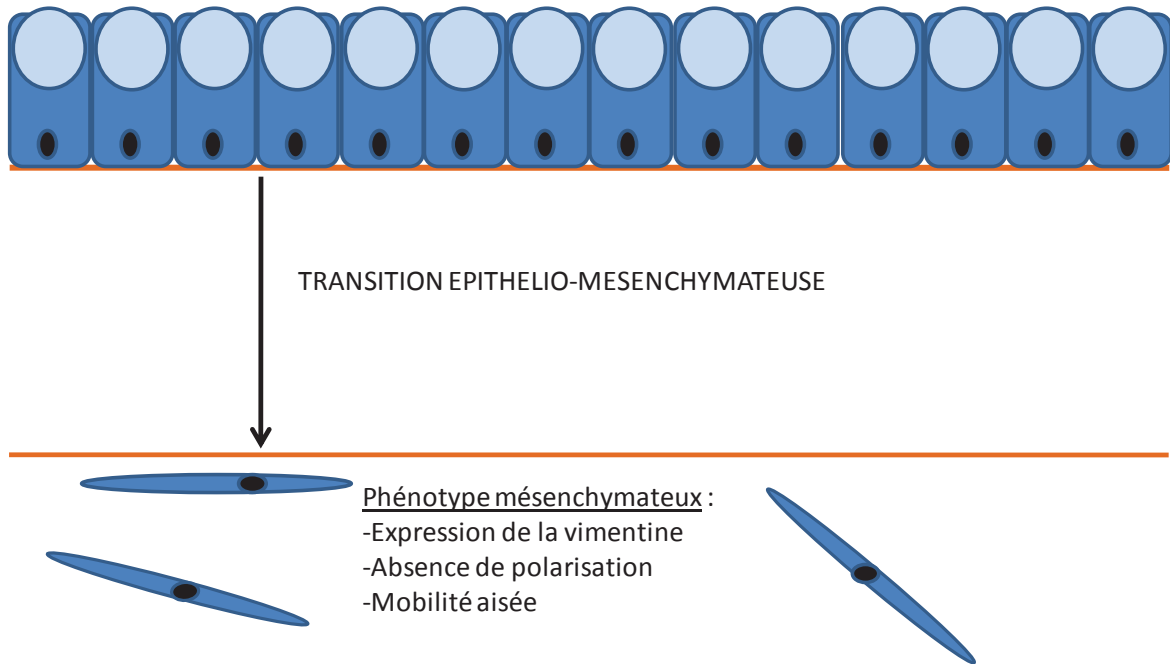 TRANSITION EPITHELIO-MESENCHYMATEUSE
Phénotype mésenchymateux :
-Expression de la vimentine
-Absence de polarisation
-Mobilité aisée